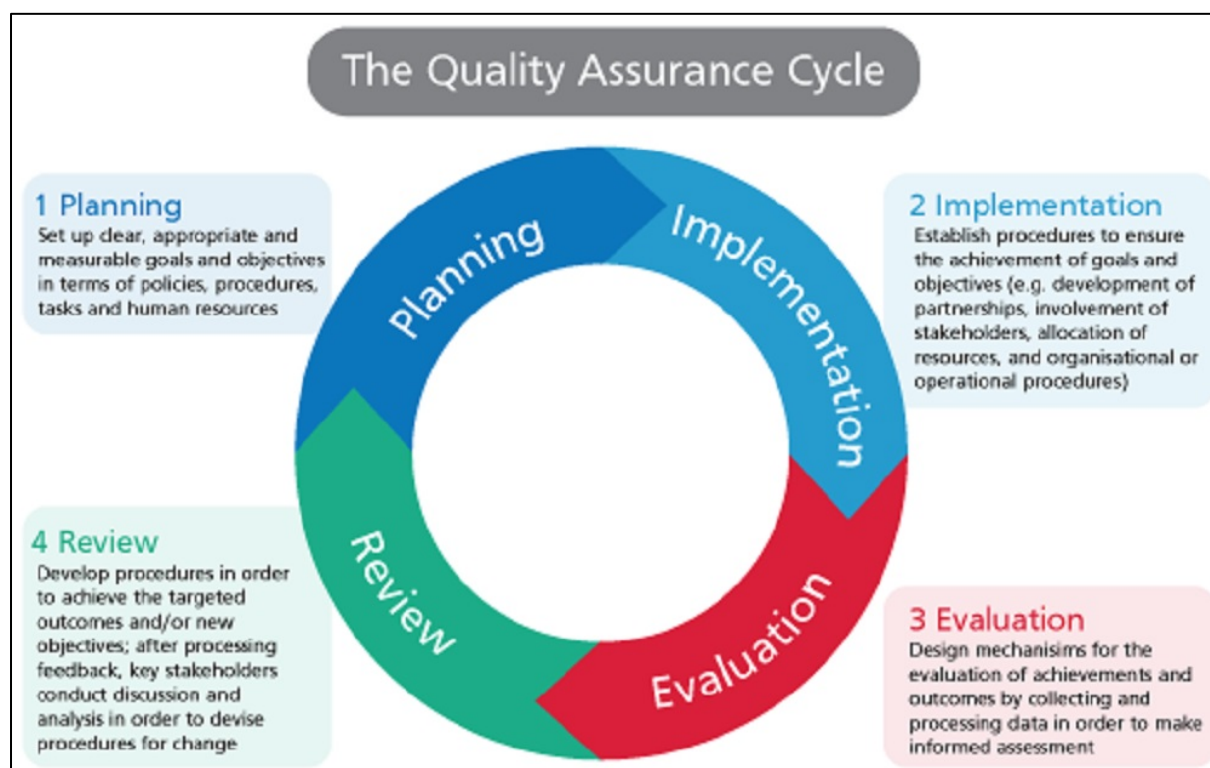 The Quality Assurance Cycle
1 Planning
Set up clear, appropriate and
measurable goals and objectives
in terms of policies, procedures,
tasks and human resources
2 Implementation
Establish procedures to ensure
the achievement of goals and
objectives (e.g. development of
partnerships, involvement of
stakeholders, allocation of
resources, and organisational or
operational procedures)
Planning
Implementation
Evaluation
Review
4 Review
Develop procedures in order
to achieve the targeted
outcomes and/or new
objectives; after processing
feedback, key stakeholders
conduct discussion and
analysis in order to devise
procedures for change
3 Evaluation
Design mechanisims for the
evaluation of achievements and
outcomes by collecting and
processing data in order to make
informed assessment